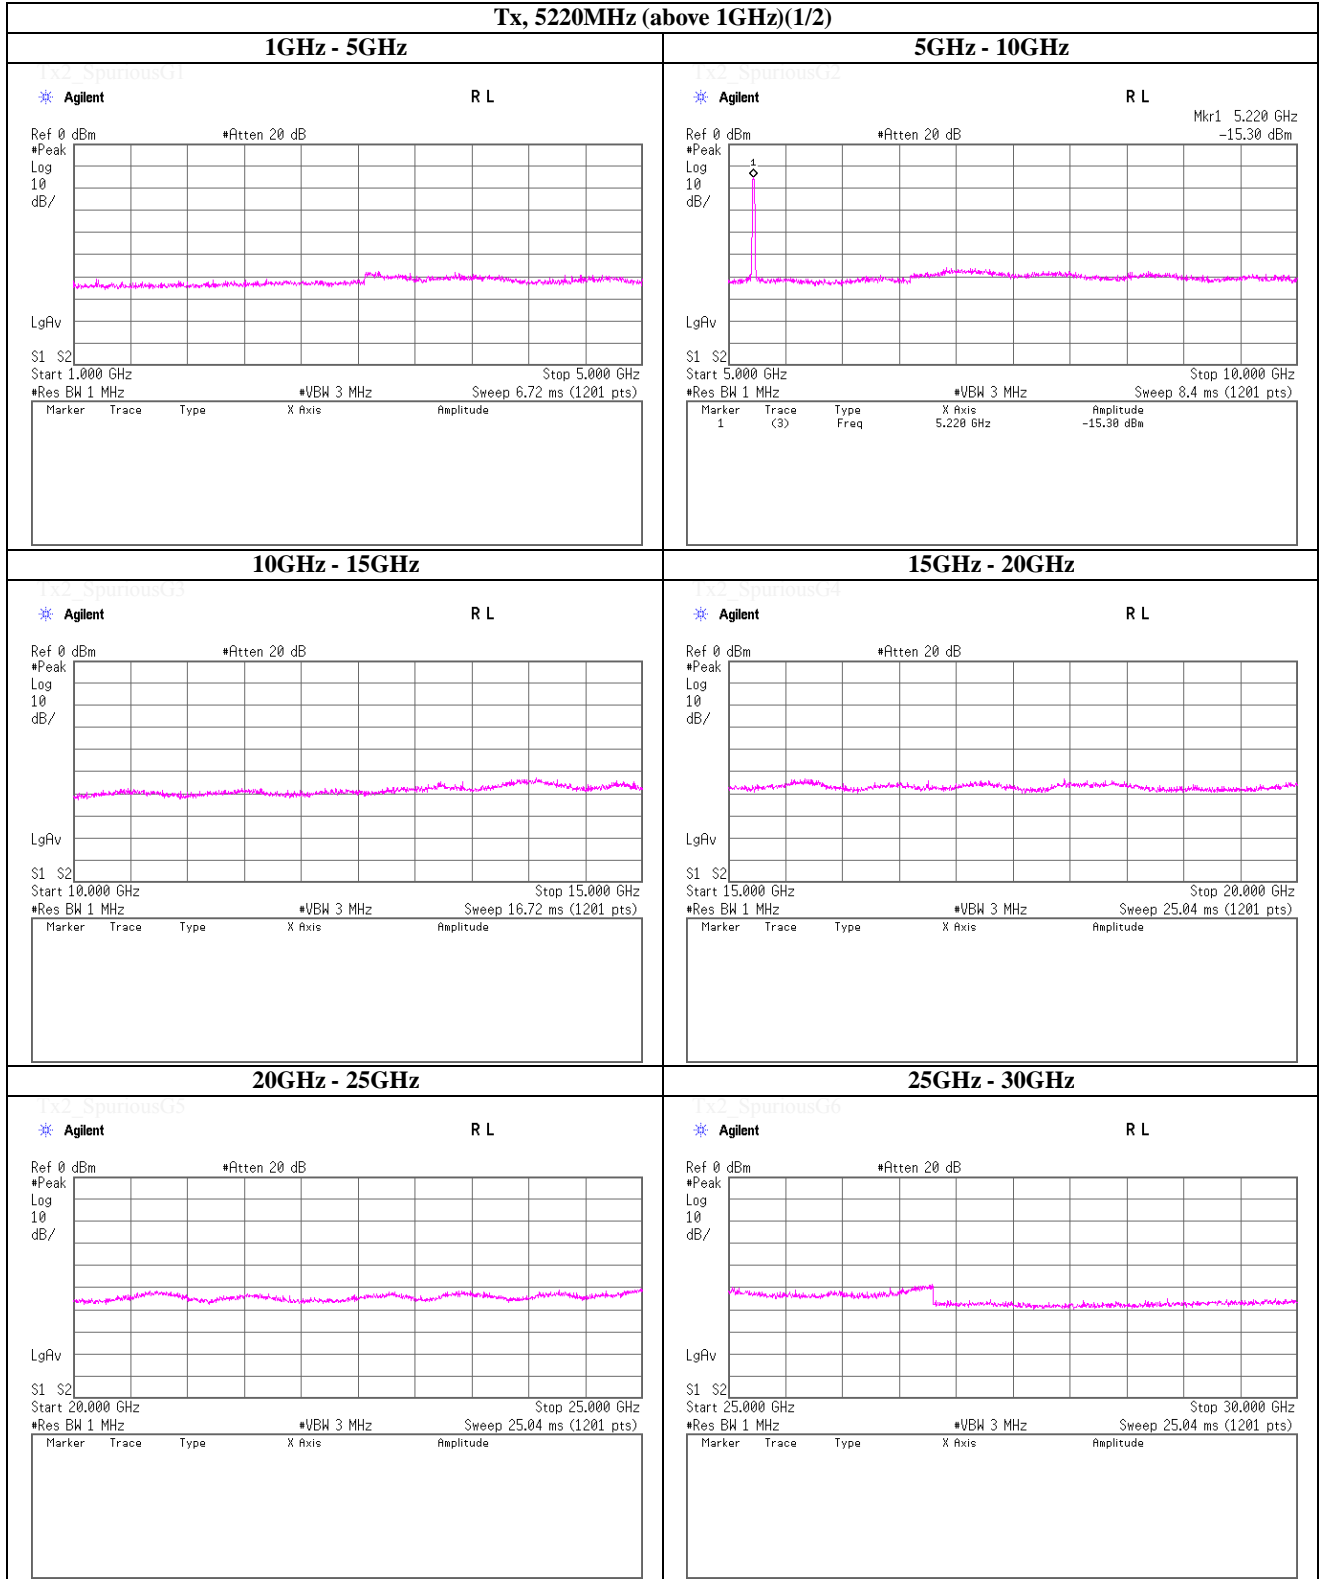 Tx, 5220MHz (above 1GHz)(1/2)
1GHz - 5GHz
Tx2_SpuriousG1
Agilent R L
Ref 0 dBm #Atten 20 dB
#Peak
Log
10
dB/
LgAv
S1 S2
Start 1.000 GHz Stop 5.000 GHz
#Res BW 1 MHz #VBW 3 MHz Sweep 6.72 ms (1201 pts)
Marker Trace Type X Axis Amplitude
5GHz - 10GHz
Tx2_SpuriousG2
Agilent R L
Mkr1 5.220 GHz
Ref 0 dBm #Atten 20 dB -15.30 dBm
#Peak
Log
10
dB/
1
LgAv
S1 S2
Start 5.000 GHz Stop 10.000 GHz
#Res BW 1 MHz #VBW 3 MHz Sweep 8.4 ms (1201 pts)
Marker Trace Type X Axis Amplitude
1 (3) Freq 5.220 GHz -15.30 dBm
10GHz - 15GHz
Tx2_SpuriousG3
Agilent R L
Ref 0 dBm #Atten 20 dB
#Peak
Log
10
dB/
LgAv
S1 S2
Start 10.000 GHz Stop 15.000 GHz
#Res BW 1 MHz #VBW 3 MHz Sweep 16.72 ms (1201 pts)
Marker Trace Type X Axis Amplitude
15GHz - 20GHz
Tx2_SpuriousG4
Agilent R L
Ref 0 dBm #Atten 20 dB
#Peak
Log
10
dB/
LgAv
S1 S2
Start 15.000 GHz Stop 20.000 GHz
#Res BW 1 MHz #VBW 3 MHz Sweep 25.04 ms (1201 pts)
Marker Trace Type X Axis Amplitude
20GHz - 25GHz
Tx2_SpuriousG5
Agilent R L
Ref 0 dBm #Atten 20 dB
#Peak
Log
10
dB/
LgAv
S1 S2
Start 20.000 GHz Stop 25.000 GHz
#Res BW 1 MHz #VBW 3 MHz Sweep 25.04 ms (1201 pts)
Marker Trace Type X Axis Amplitude
25GHz - 30GHz
Tx2_SpuriousG6
Agilent R L
Ref 0 dBm #Atten 20 dB
#Peak
Log
10
dB/
LgAv
S1 S2
Start 25.000 GHz Stop 30.000 GHz
#Res BW 1 MHz #VBW 3 MHz Sweep 25.04 ms (1201 pts)
Marker Trace Type X Axis Amplitude